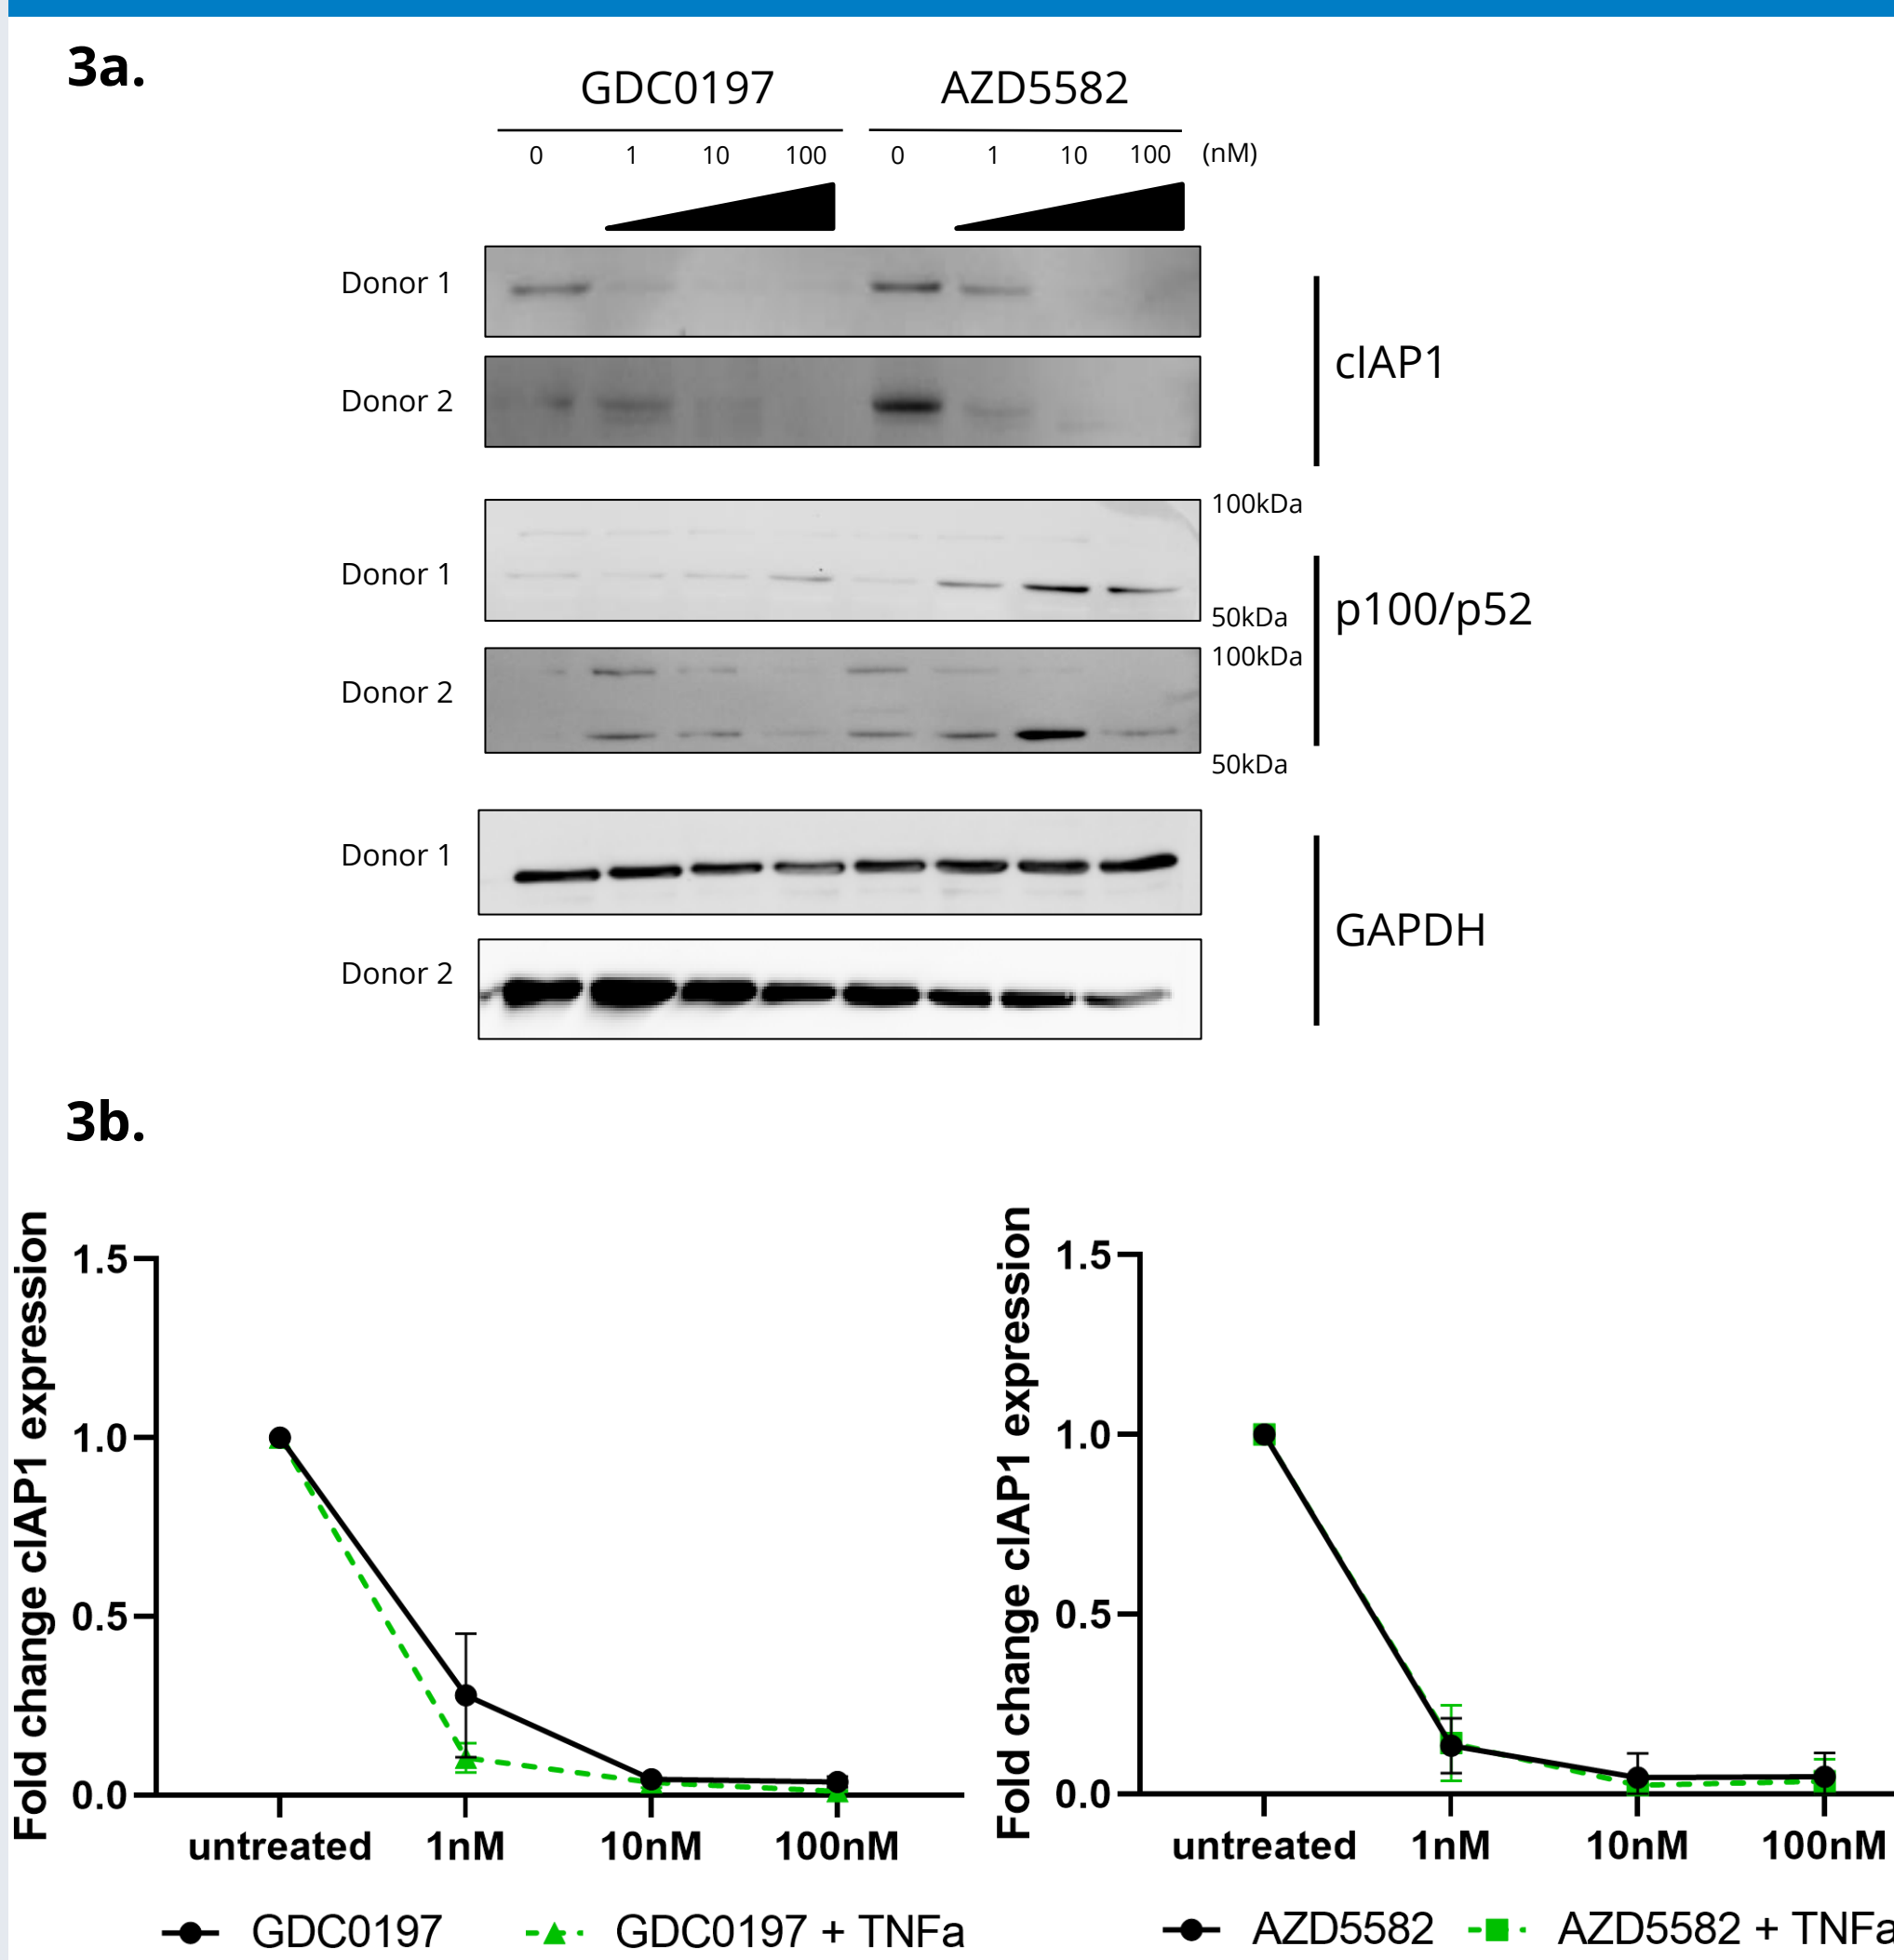 3a.
GDC0197 AZD5582
0 1 10 100 0 1 10 100 (nM)
Donor 1
Donor 2
cIAP1
100kDa
Donor 1
50kDa
p100/p52
100kDa
Donor 2
50kDa
Donor 1
GAPDH
Donor 2
3b.
Fold change cIAP1 expression
1.5
1.0
0.5
0.0
untreated 1nM 10nM 100nM
GDC0197 GDC0197 + TNFa
Fold change cIAP1 expression
1.5
1.0
0.5
0.0
untreated 1nM 10nM 100nM
AZD5582 AZD5582 + TNFa